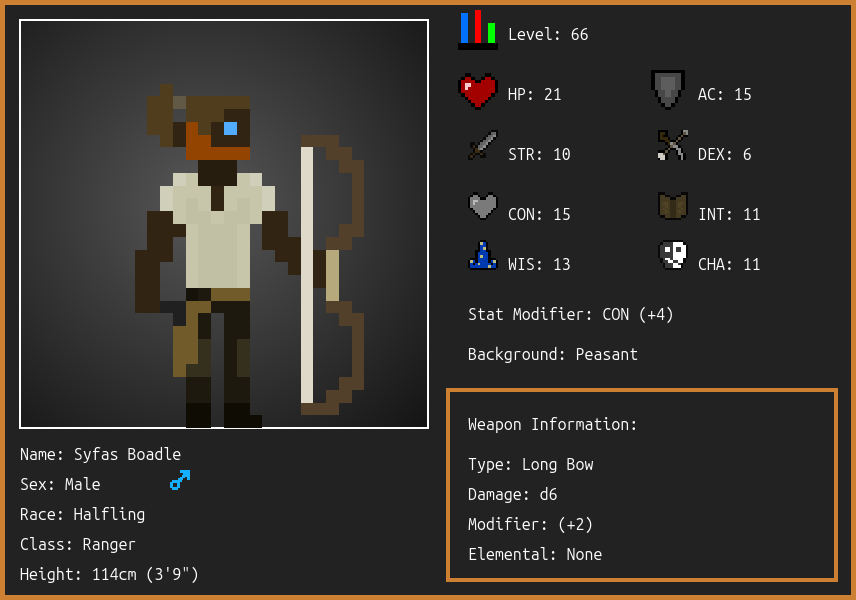 Level: 66
HP: 21
AC: 15
STR: 10
DEX: 6
CON: 15
INT: 11
WIS: 13
CHA: 11
Stat Modifier: CON (+4)
Background: Peasant
Weapon Information:
Type: Long Bow
Damage: d6
Modifier: (+2)
Elemental: None
Name: Syfas Boadle
Sex: Male
Race: Halfling
Class: Ranger
Height: 114cm (3'9")